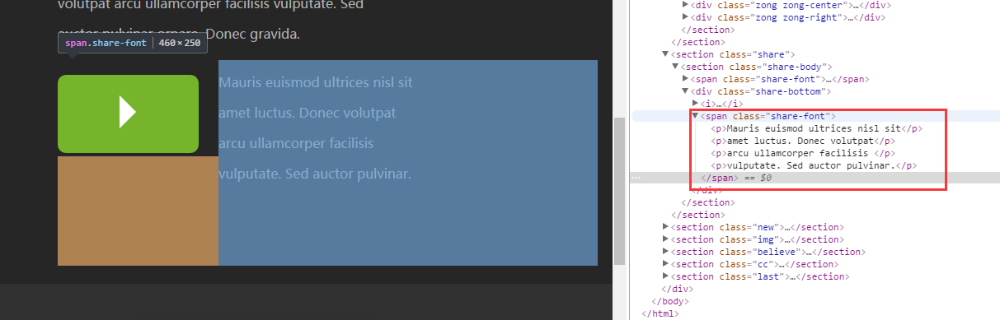 volutpat arcu ullamcorper facilisis vulputate. Sed
auctor pulvinar ornare. Donec gravida.
span.share-font | 460 × 250
Mauris euismod ultrices nisl sit
amet luctus. Donec volutpat
arcu ullamcorper facilisis
vulputate. Sed auctor pulvinar.
<div class="zong zong-center">…</div>
<div class="zong zong-right">…</div>
</section>
</section>
<section class="share">
<section class="share-body">
<span class="share-font">…</span>
<div class="share-bottom">
<i>…</i>
<span class="share-font">
<p>Mauris euismod ultrices nisl sit</p>
<p>amet luctus. Donec volutpat</p>
<p>arcu ullamcorper facilisis </p>
<p>vulputate. Sed auctor pulvinar.</p>
</span> == $0
</div>
</section>
</section>
<section class="new">…</section>
<section class="img">…</section>
<section class="believe">…</section>
<section class="cc">…</section>
<section class="last">…</section>
</div>
</body>
</html>